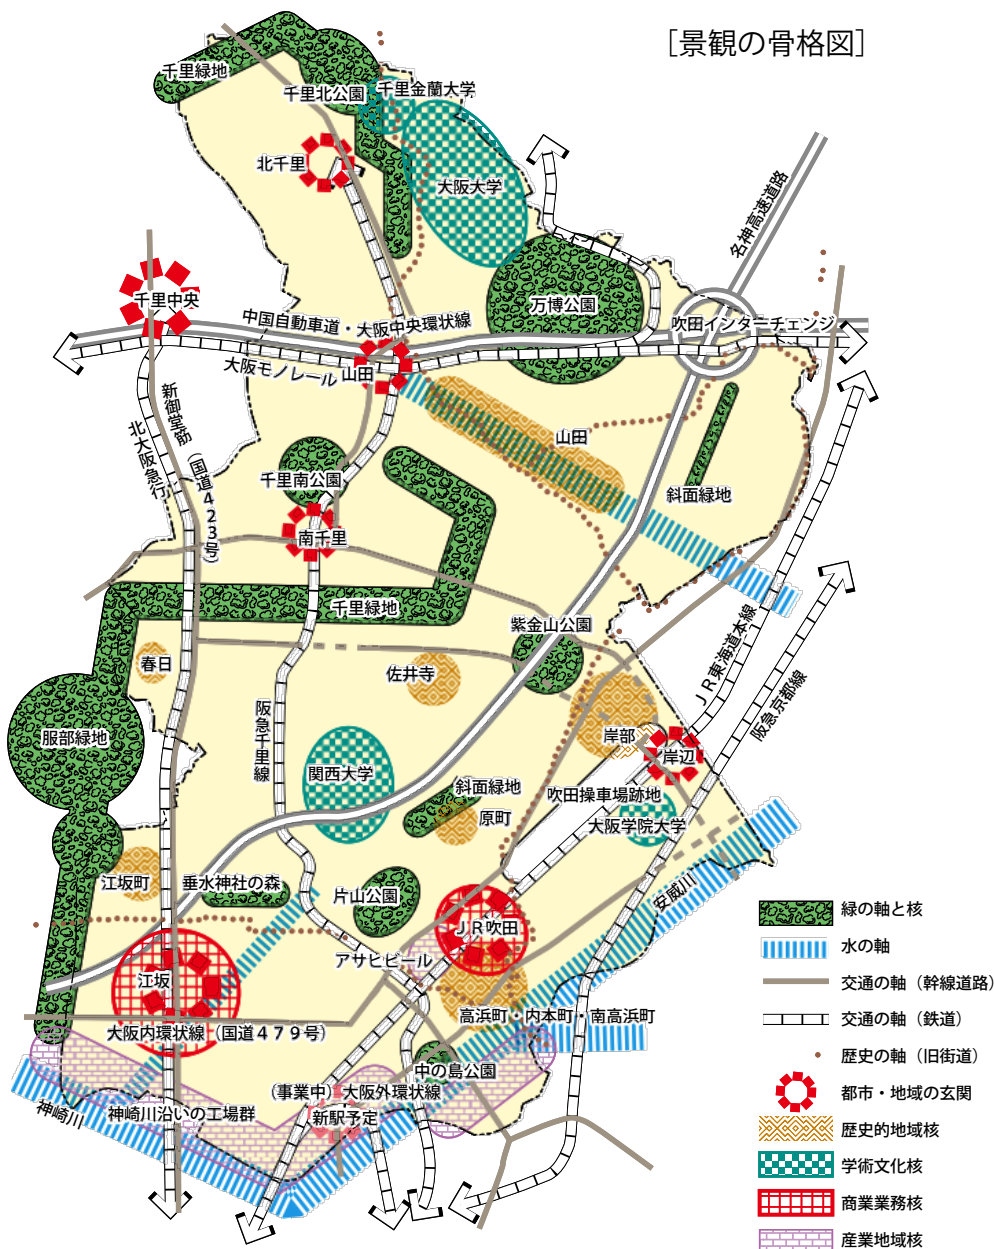 ［景観の骨格図］
千里緑地
千里北公園
千里金蘭大学
北千里
大阪大学
名神高速道路
千里中央
万博公園
中国自動車道・大阪中央環状線
吹田インターチェンジ
大阪モノレール
山田
新御堂筋（国道４２３号）
北大阪急行
山田
千里南公園
斜面緑地
南千里
千里緑地
紫金山公園
ＪＲ東海道本線
春日
佐井寺
阪急京都線
阪急千里線
服部緑地
岸部
岸辺
関西大学
斜面緑地
吹田操車場跡地
原町
大阪学院大学
江坂町
垂水神社の森
片山公園
安威川
ＪＲ吹田
アサヒビール
江坂
高浜町・内本町・南高浜町
大阪内環状線（国道４７９号）
中の島公園
（事業中）大阪外環状線
神崎川
神崎川沿いの工場群
新駅予定
緑の軸と核
水の軸
交通の軸（幹線道路）
交通の軸（鉄道）
歴史の軸（旧街道）
都市・地域の玄関
歴史的地域核
学術文化核
商業業務核
産業地域核